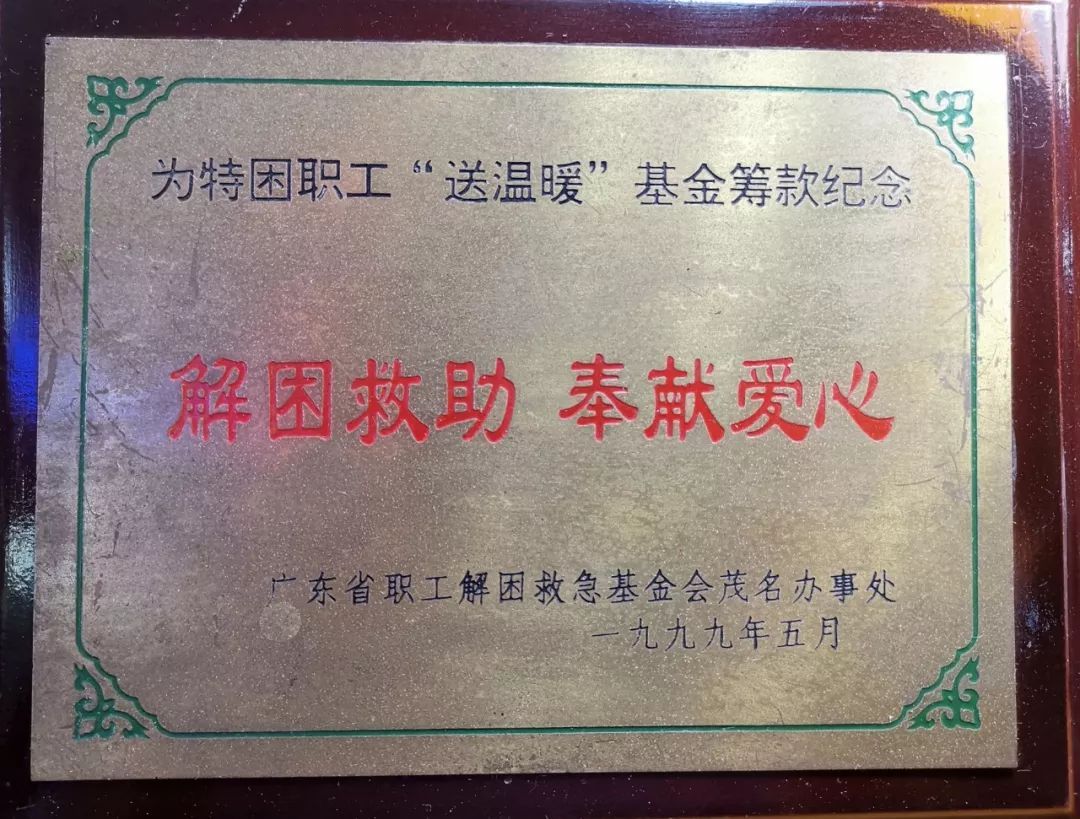 为特困职工“送温暖”基金筹款纪念
解困救助 奉献爱心
广东省职工解困救急基金会茂名办事处
一九九九年五月